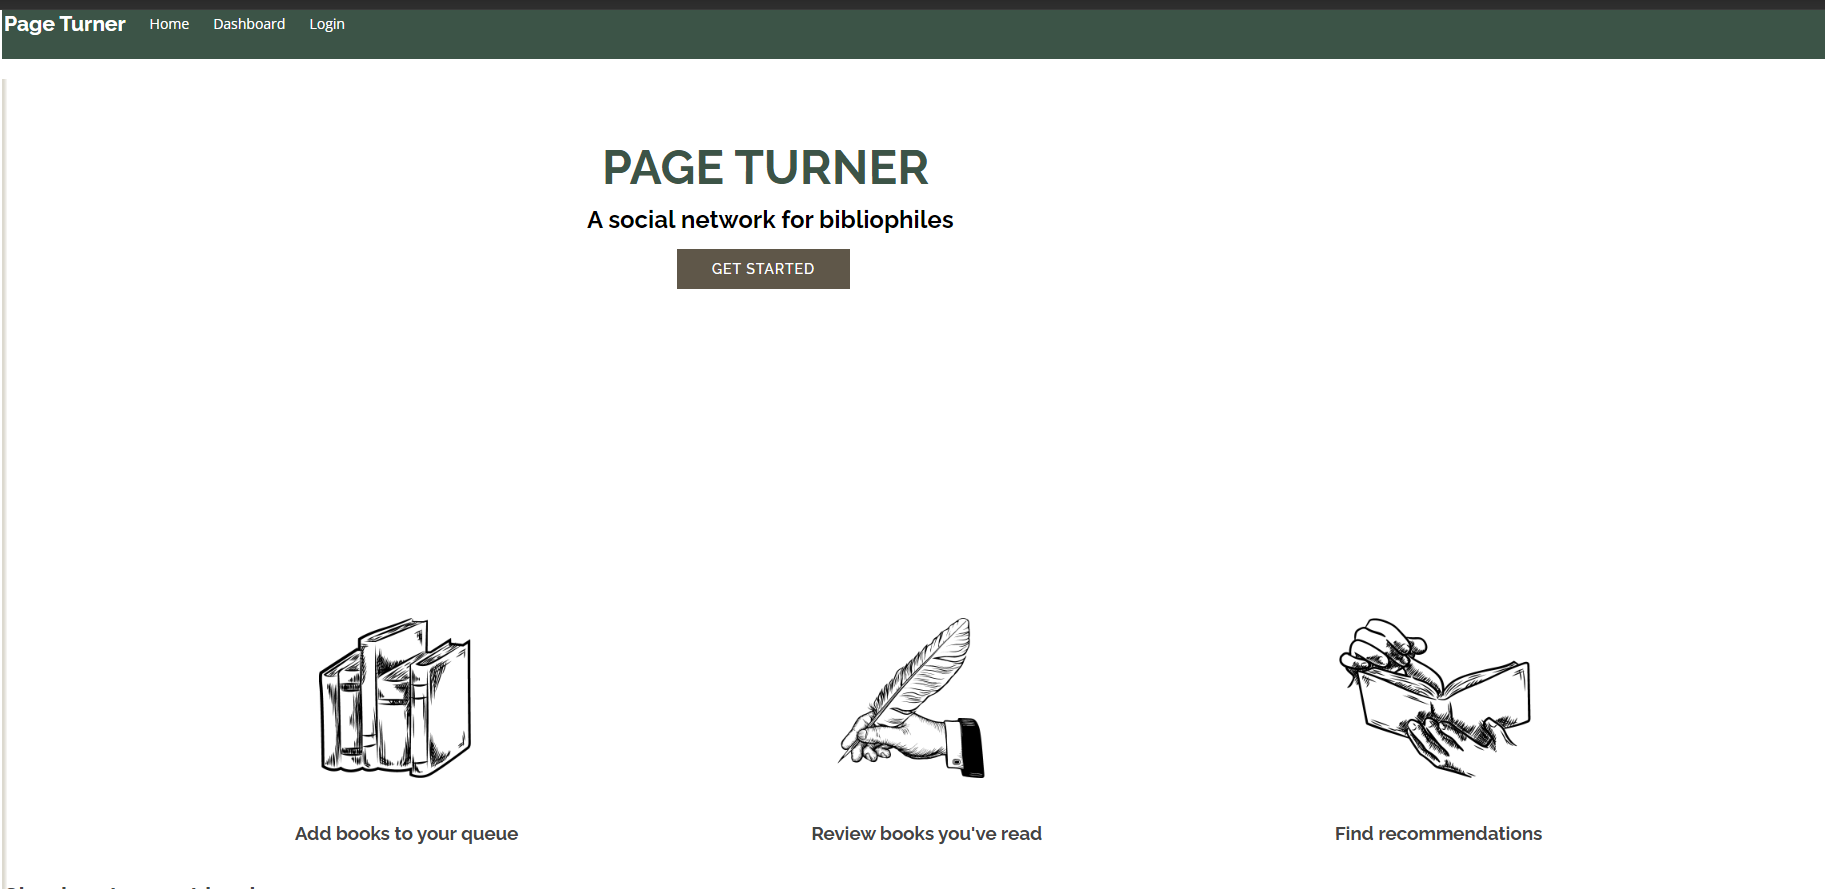 Page Turner Home Dashboard Login
PAGE TURNER
A social network for bibliophiles
GET STARTED
Add books to your queue
Review books you've read
Find recommendations